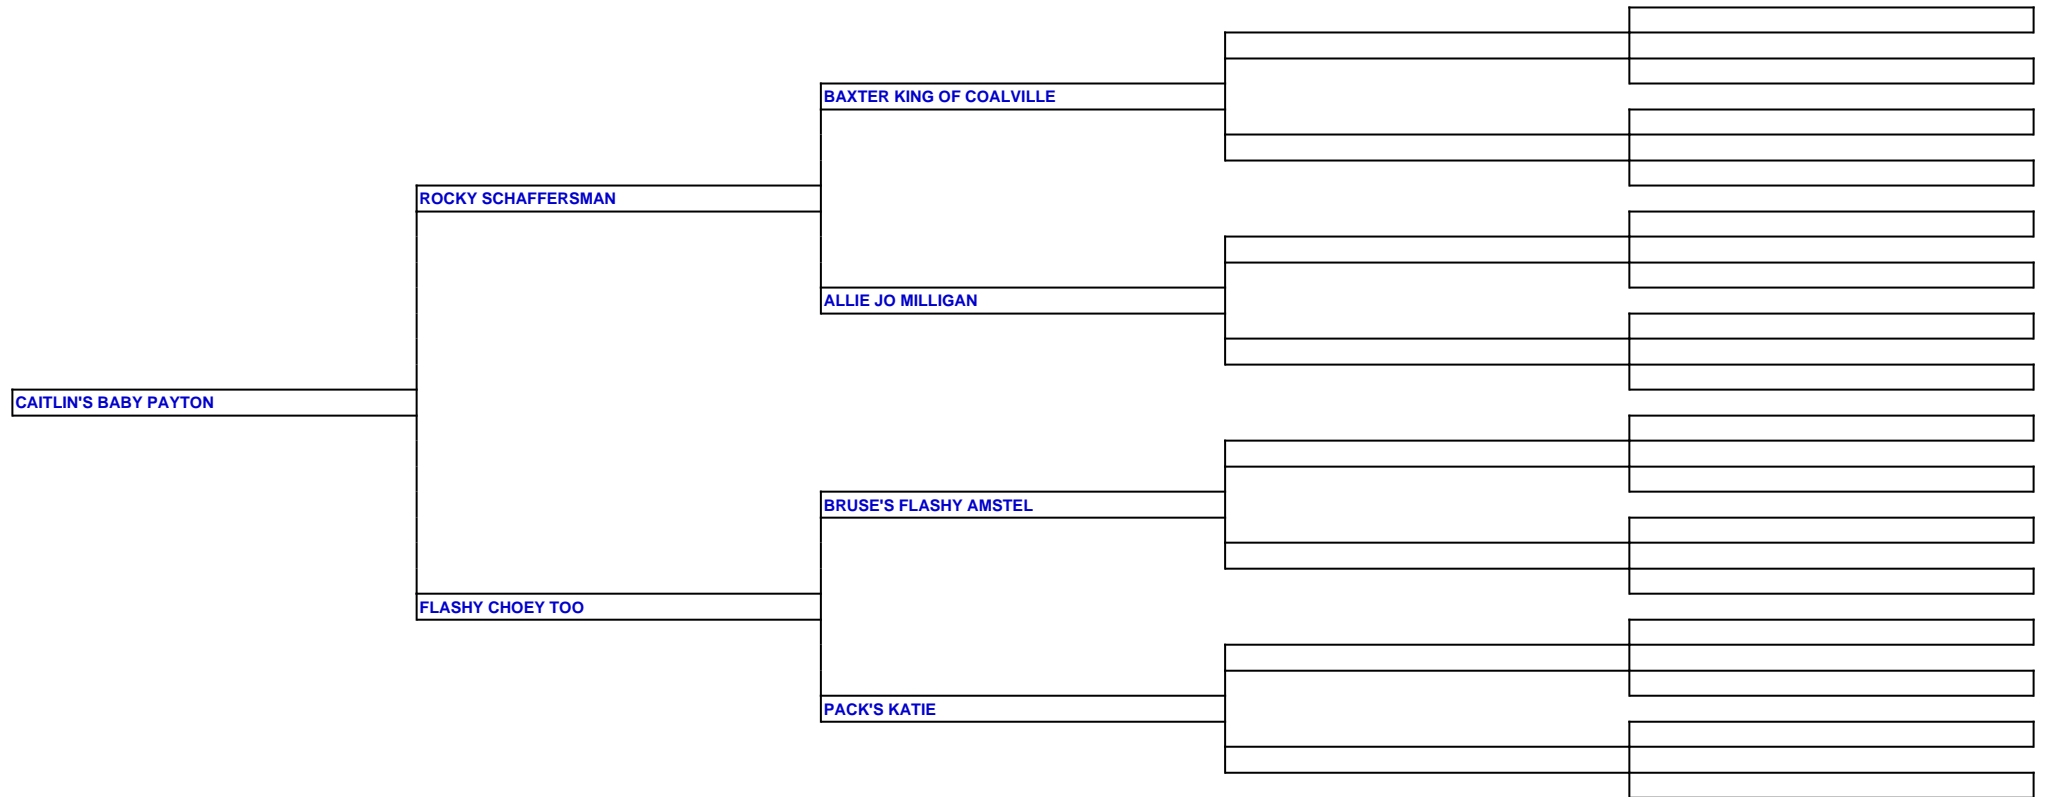 BAXTER KING OF COALVILLE
ROCKY SCHAFFERSMAN
ALLIE JO MILLIGAN
CAITLIN'S BABY PAYTON
BRUSE'S FLASHY AMSTEL
FLASHY CHOEY TOO
PACK'S KATIE